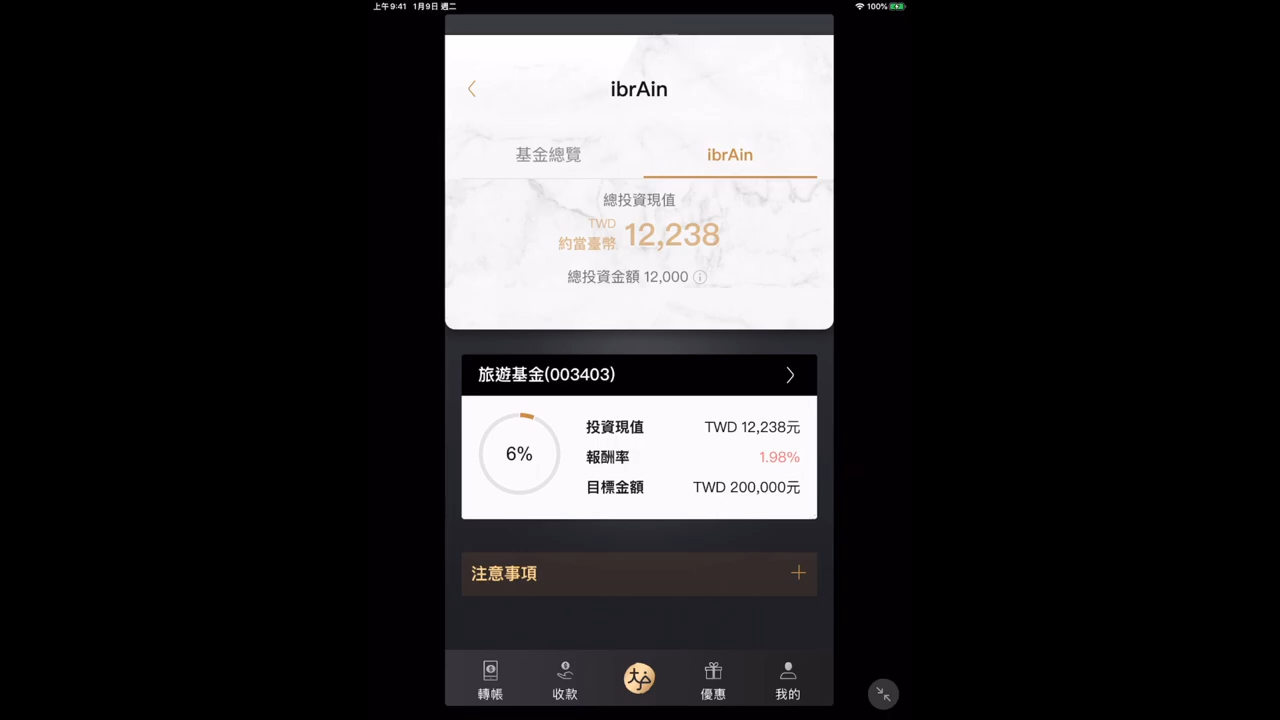 上午9:41 1月9日 週二
100%
ibrAin
基金總覽 ibrAin
總投資現值
TWD
約當臺幣 12,238
總投資金額 12,000
旅遊基金(003403)
6%
投資現值 TWD 12,238元
報酬率 1.98%
目標金額 TWD 200,000元
注意事項
轉帳 收款 大戶 優惠 我的